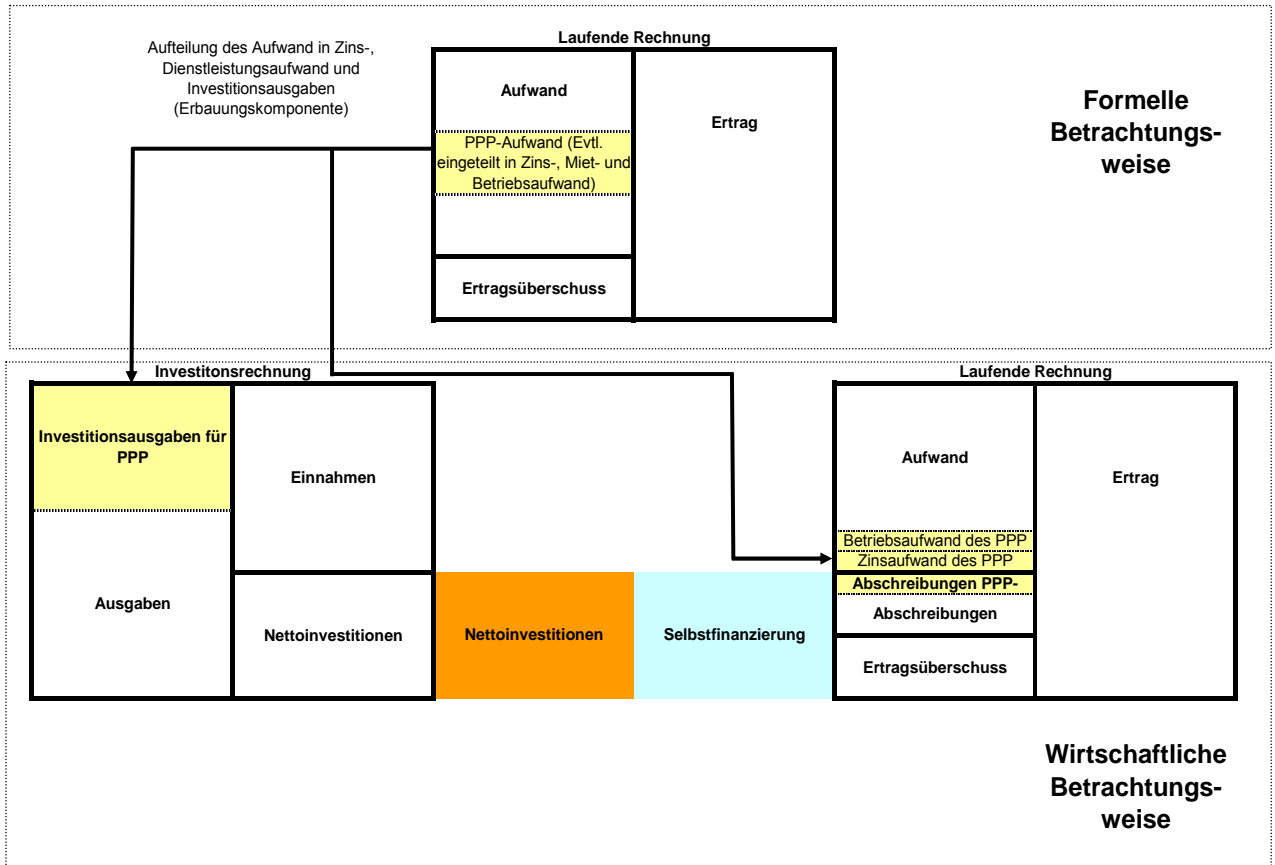 Laufende Rechnung
Aufteilung des Aufwand in Zins-,
Dienstleistungsaufwand und
Investitionsausgaben
(Erbauungskomponente)
Aufwand
PPP-Aufwand (Evtl.
eingeteilt in Zins-, Miet- und
Betriebsaufwand)
Ertragsüberschuss
Ertrag
Formelle
Betrachtungs-
weise
Investitonsrechnung
Investitionsausgaben für
PPP
Ausgaben
Einnahmen
Nettoinvestitionen
Nettoinvestitionen
Selbstfinanzierung
Laufende Rechnung
Aufwand
Betriebsaufwand des PPP
Zinsaufwand des PPP
Abschreibungen PPP-
Abschreibungen
Ertragsüberschuss
Ertrag
Wirtschaftliche
Betrachtungs-
weise